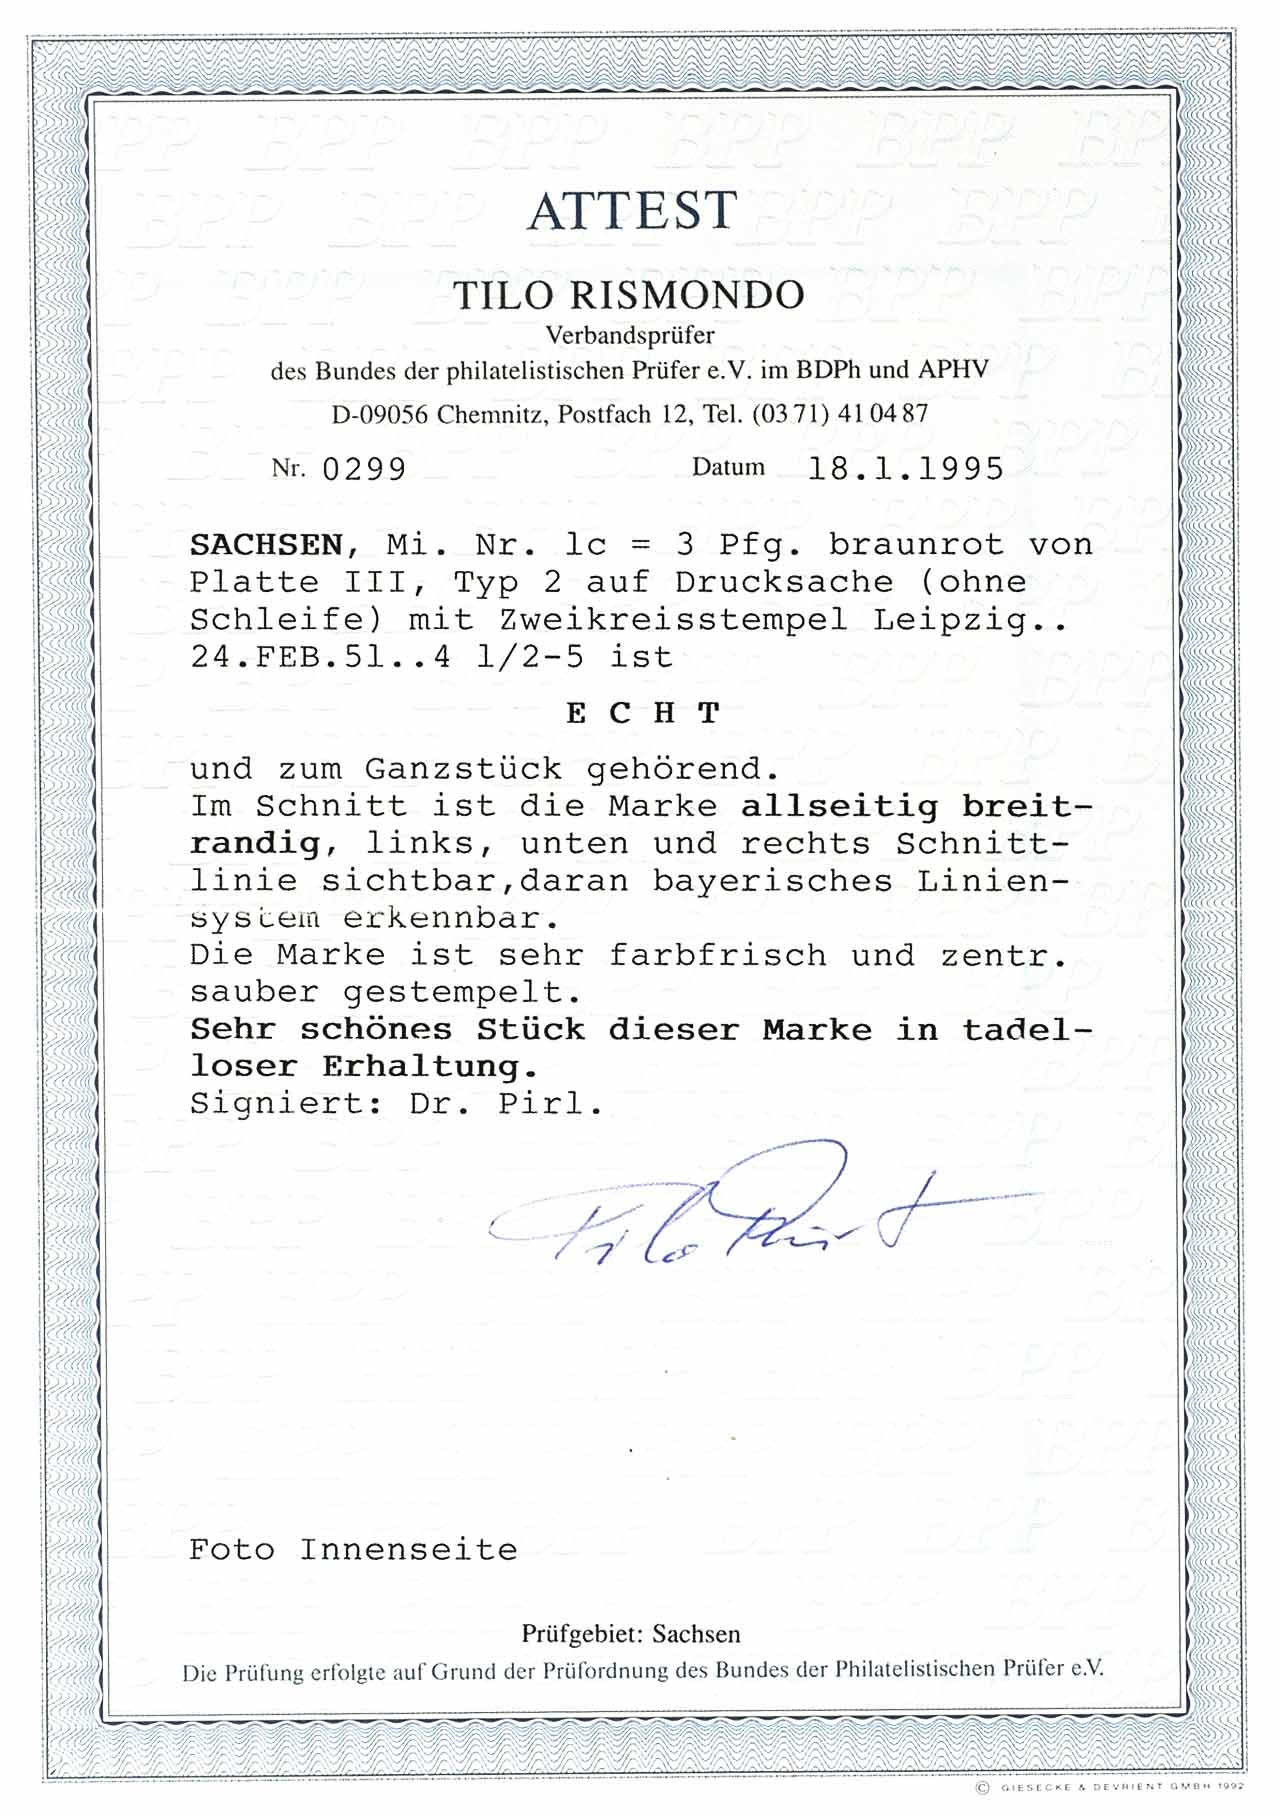 ATTEST
TILO RISMONDO
Verbandsprüfer
des Bundes der philatelistischen Prüfer e.V. im BDPh und APHV
D-09056 Chemnitz, Postfach 12, Tel. (03 71) 41 04 87
Nr. 0299 Datum 18.1.1995
SACHSEN, Mi. Nr. 1c = 3 Pfg. braunrot von
Platte III, Typ 2 auf Drucksache (ohne
Schleife) mit Zweikreisstempel Leipzig..
24.FEB.51..4 1/2-5 ist
E C H T
und zum Ganzstück gehörend.
Im Schnitt ist die Marke allseitig breit-
randig, links, unten und rechts Schnitt-
linie sichtbar,daran bayerisches Linien-
system erkennbar.
Die Marke ist sehr farbfrisch und zentr.
sauber gestempelt.
Sehr schönes Stück dieser Marke in tadel-
loser Erhaltung.
Signiert: Dr. Pirl.
Foto Innenseite
Prüfgebiet: Sachsen
Die Prüfung erfolgte auf Grund der Prüfordnung des Bundes der Philatelistischen Prüfer e.V.
© GIESECKE & DEVRIENT GMBH 1992